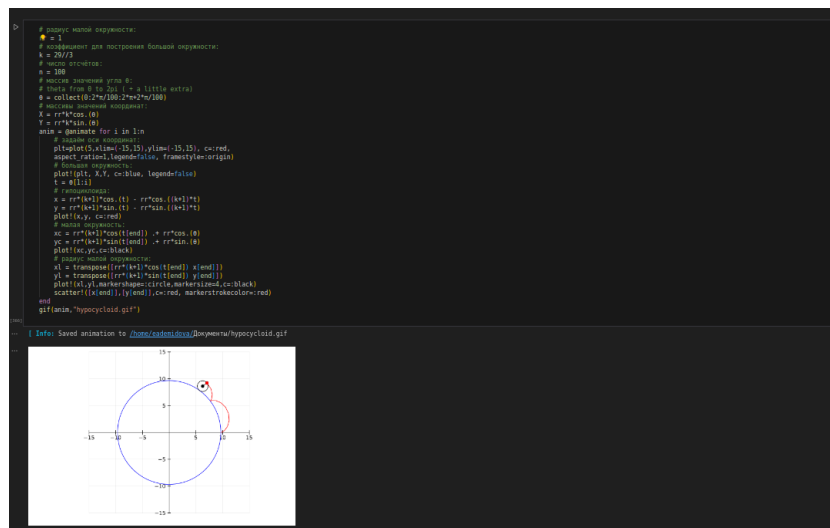 # радиус малой окружности:
= 1
# коэффициент для построения большой окружности:
k = 29//3
# число отсчётов:
n = 100
# массив значений угла θ:
# theta from 0 to 2pi ( + a little extra)
θ = collect(0:2*π/100:2*π+2*π/100)
# массивы значений координат:
X = rr*k*cos.(θ)
Y = rr*k*sin.(θ)
anim = @animate for i in 1:n
# задаём оси координат:
plt=plot(5,xlim=(-15,15),ylim=(-15,15), c=:red,
aspect_ratio=1,legend=false, framestyle=:origin)
# большая окружность:
plot!(plt, X,Y, c=:blue, legend=false)
t = θ[1:i]
# гипоциклоида:
x = rr*(k+1)*cos.(t) - rr*cos.((k+1)*t)
y = rr*(k+1)*sin.(t) - rr*sin.((k+1)*t)
plot!(x,y, c=:red)
# малая окружность:
xc = rr*(k+1)*cos(t[end]) .+ rr*cos.(θ)
yc = rr*(k+1)*sin(t[end]) .+ rr*sin.(θ)
plot!(xc,yc,c=:black)
# радиус малой окружности:
xl = transpose([rr*(k+1)*cos(t[end]) x[end]])
yl = transpose([rr*(k+1)*sin(t[end]) y[end]])
plot!(xl,yl,markershape=:circle,markersize=4,c=:black)
scatter!([x[end]],[y[end]],c=:red, markerstrokecolor=:red)
end
gif(anim,"hypocycloid.gif")
[ Info: Saved animation to /home/eademidova/Документы/hypocycloid.gif
15
10
5
-15 -10 -5 5 10 15
-5
-10
-15